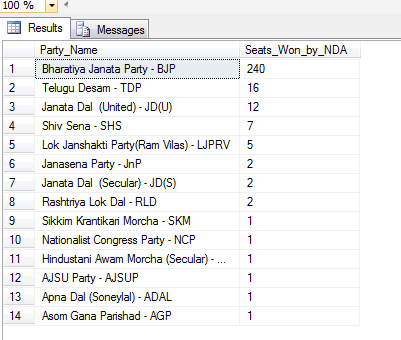 100 %
Results Messages
Party_Name Seats_Won_by_NDA
1 Bharatiya Janata Party - BJP 240
2 Telugu Desam - TDP 16
3 Janata Dal  (United) - JD(U) 12
4 Shiv Sena - SHS 7
5 Lok Janshakti Party(Ram Vilas) - LJPRV 5
6 Janasena Party - JnP 2
7 Janata Dal  (Secular) - JD(S) 2
8 Rashtriya Lok Dal - RLD 2
9 Sikkim Krantikari Morcha - SKM 1
10 Nationalist Congress Party - NCP 1
11 Hindustani Awam Morcha (Secular) - ... 1
12 AJSU Party - AJSUP 1
13 Apna Dal (Soneylal) - ADAL 1
14 Asom Gana Parishad - AGP 1